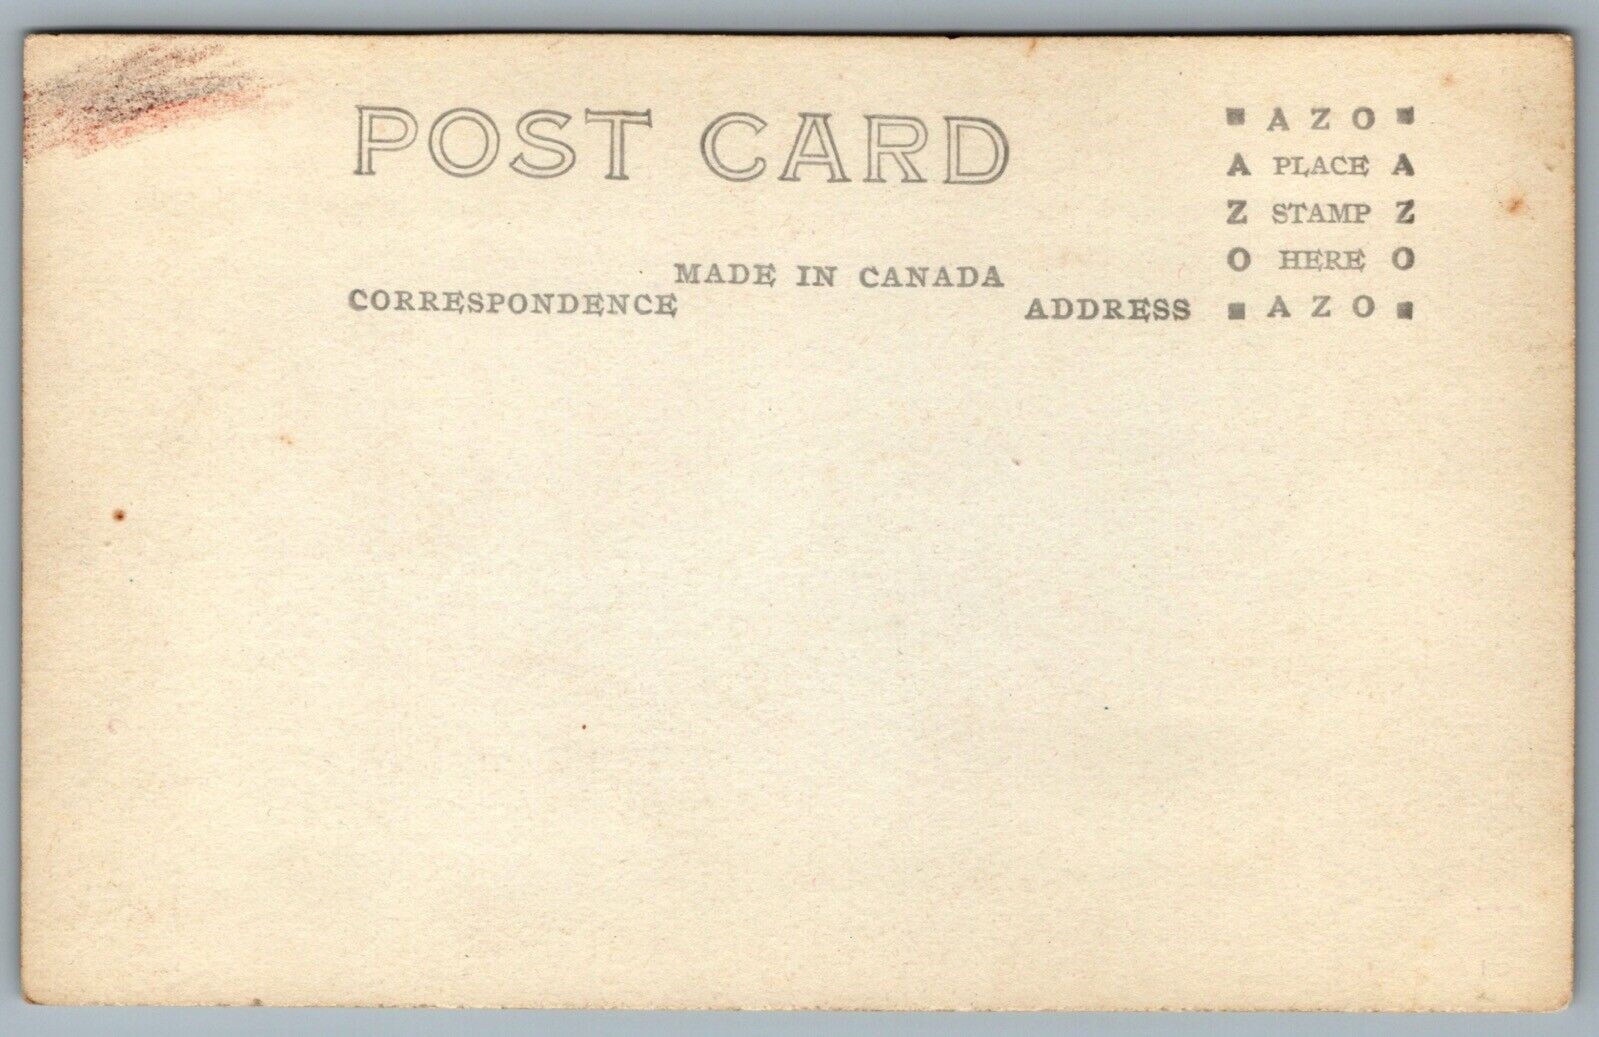 POST CARD
MADE IN CANADA
CORRESPONDENCE
ADDRESS
■ A Z O ■
A PLACE A
Z STAMP Z
O HERE O
■ A Z O ■